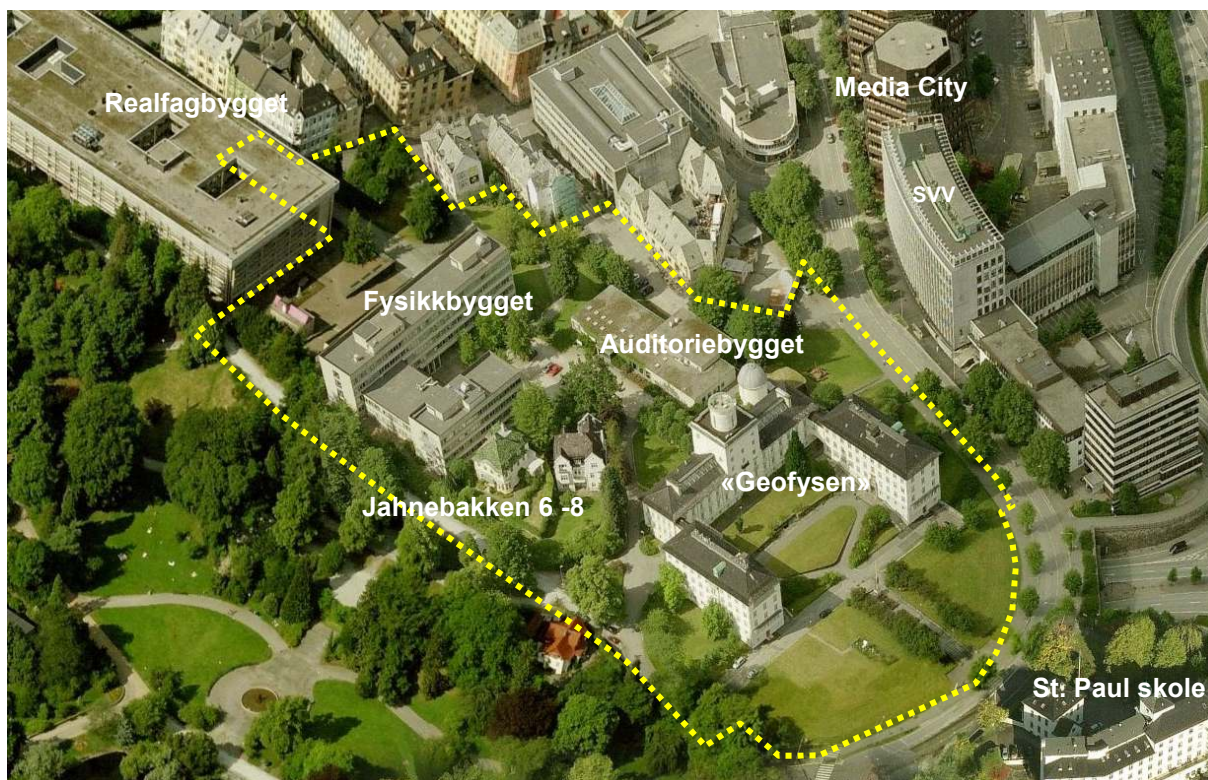 Realfagbygget
Media City
SVV
Fysikkbygget
Auditoriebygget
«Geofysen»
Jahnebakken 6 -8
St. Paul skole